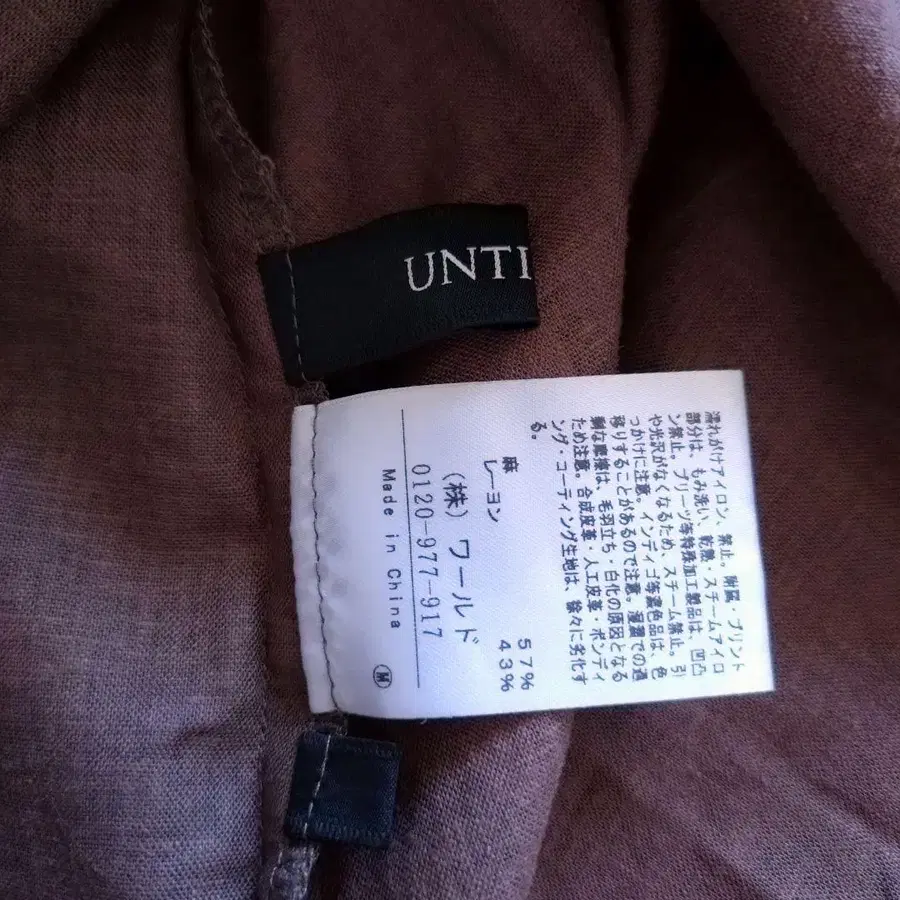 UNTI
濡れがけアイロン、禁止。附属・プリント
部分は、もみ洗い、乾燥・スチームアイロ
ン禁止。プリーツ等特殊加工製品は、凹凸
や光沢がなくなるため、スチーム禁止。引
っかけに注意。インディゴ等濃色品は、色
移りすることがあるので注意。湿潤での過
剰な摩擦は、毛羽立ち・白化の原因となる
ため注意。合成皮革・人工皮革・ボンディ
ング・コーティング生地は、徐々に劣化す
る。
麻 57%
レーヨン 43%
(株)ワールド
0120-977-917
Made in China Ⓜ